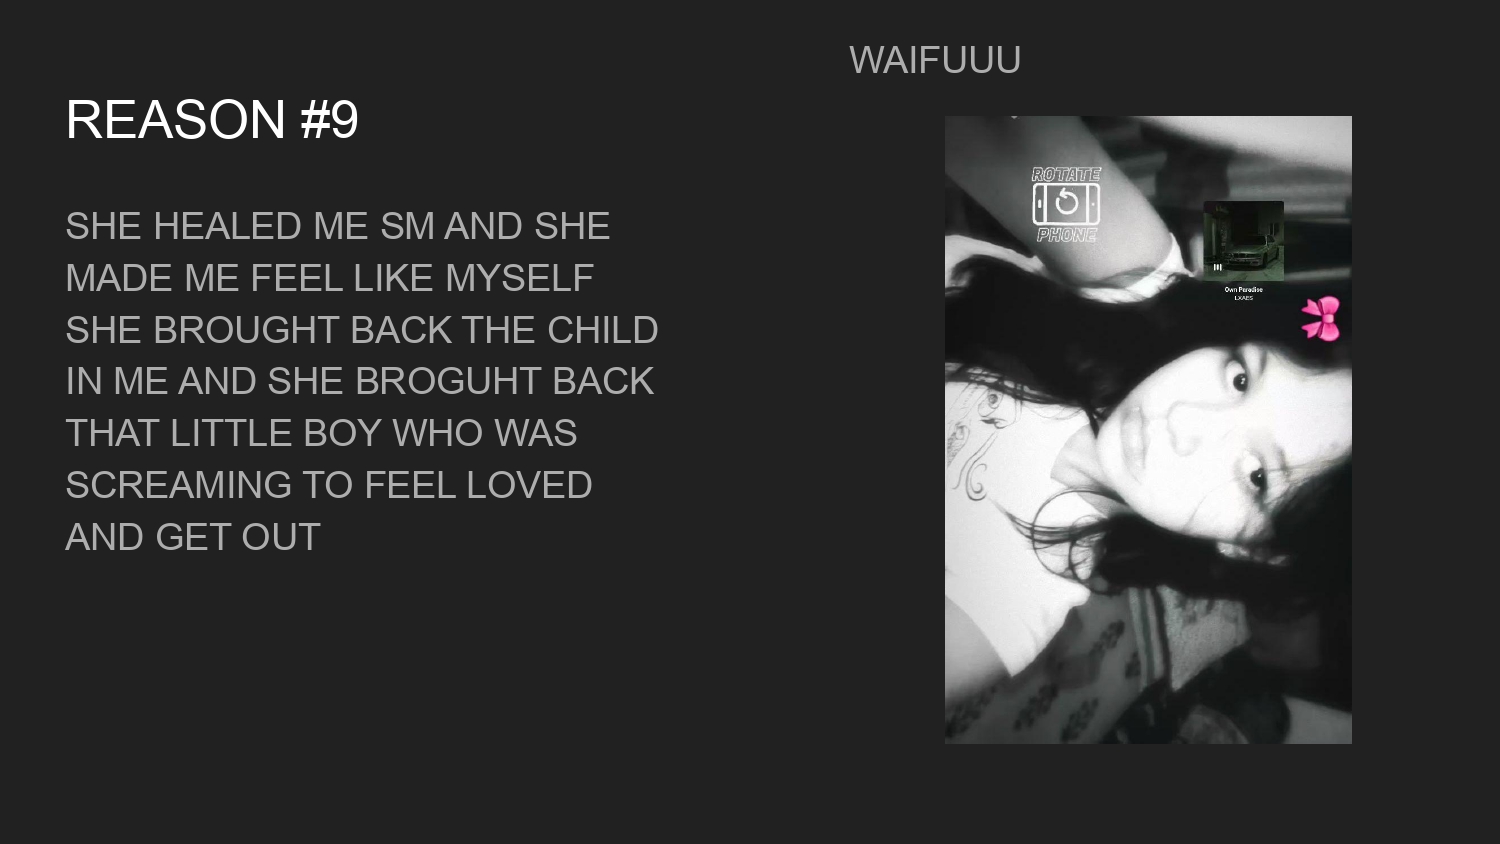 WAIFUUU
REASON #9
SHE HEALED ME SM AND SHE
MADE ME FEEL LIKE MYSELF
SHE BROUGHT BACK THE CHILD
IN ME AND SHE BROGUHT BACK
THAT LITTLE BOY WHO WAS
SCREAMING TO FEEL LOVED
AND GET OUT
ROTATE
PHONE
Own Paradise
LXAES